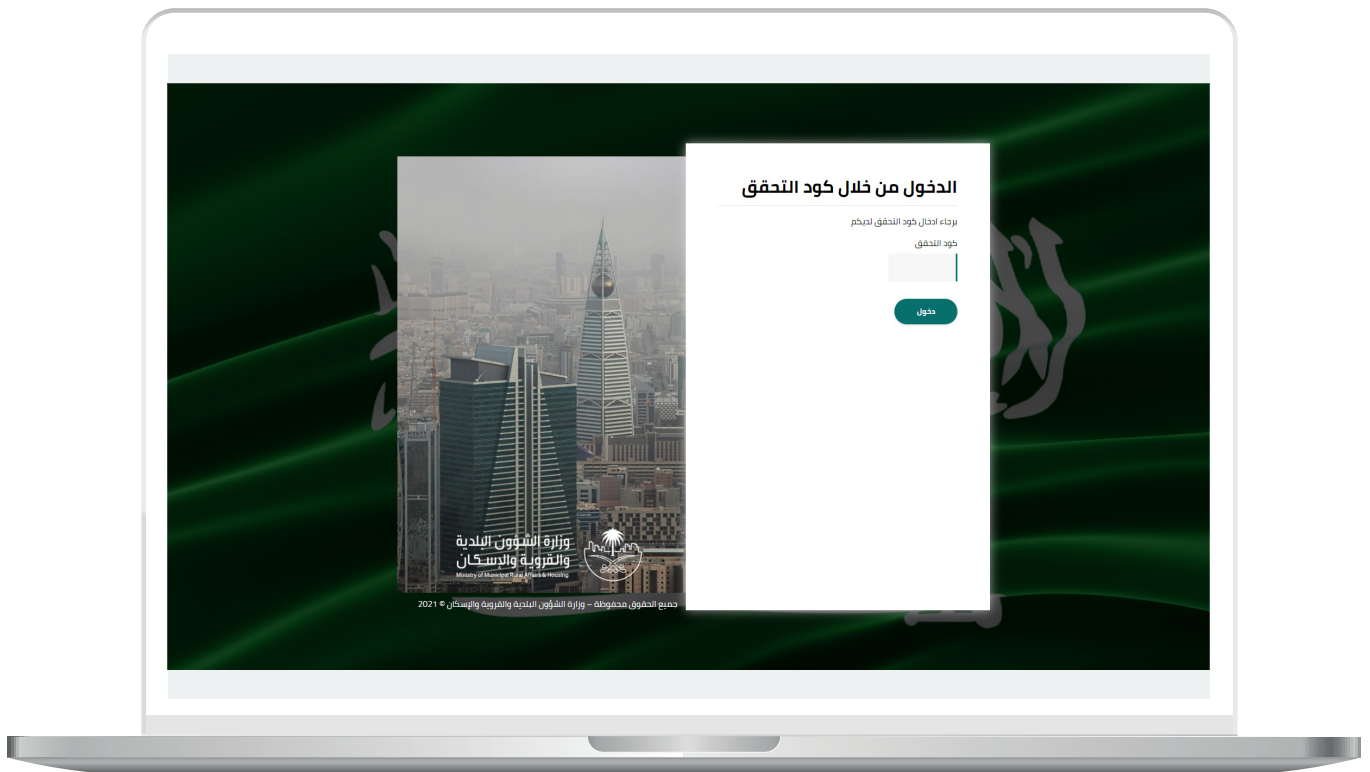 الدخول من خلال كود التحقق
برجاء ادخال كود التحقق لديكم
كود التحقق
دخول
وزارة الشؤون البلدية
والقروية والإسكان
Ministry of Municipal Rural Affairs & Housing
جميع الحقوق محفوظة – وزارة الشؤون البلدية والقروية والإسكان © 2021